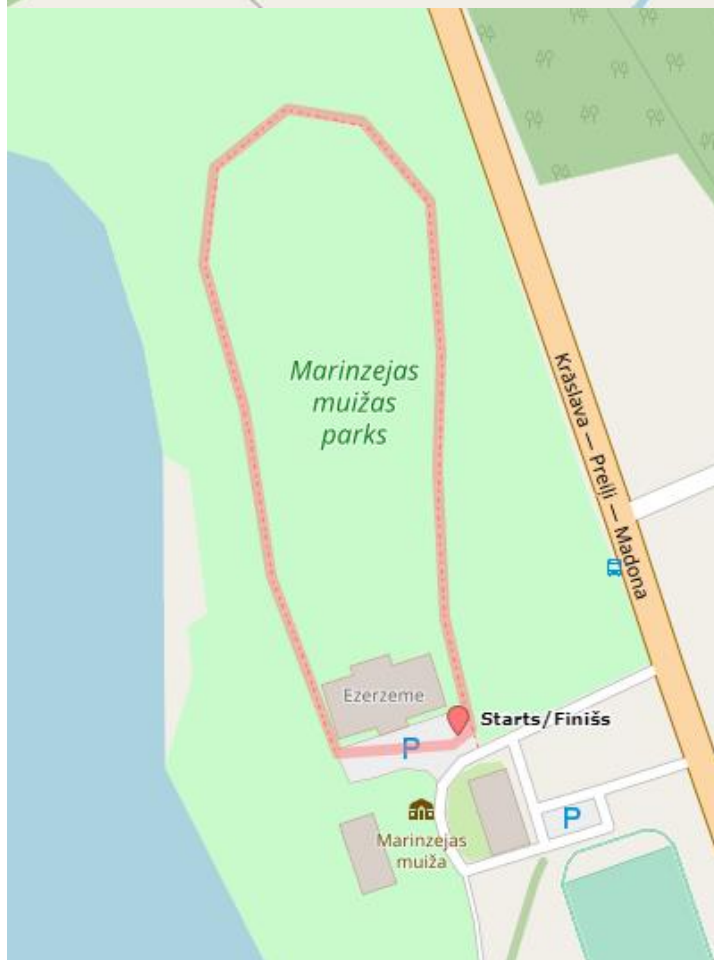 Marinzejas
muižas
parks
Krāslava — Preiļi — Madona
Ezerzeme
Starts/Finišs
P
Marinzejas
muiža
P